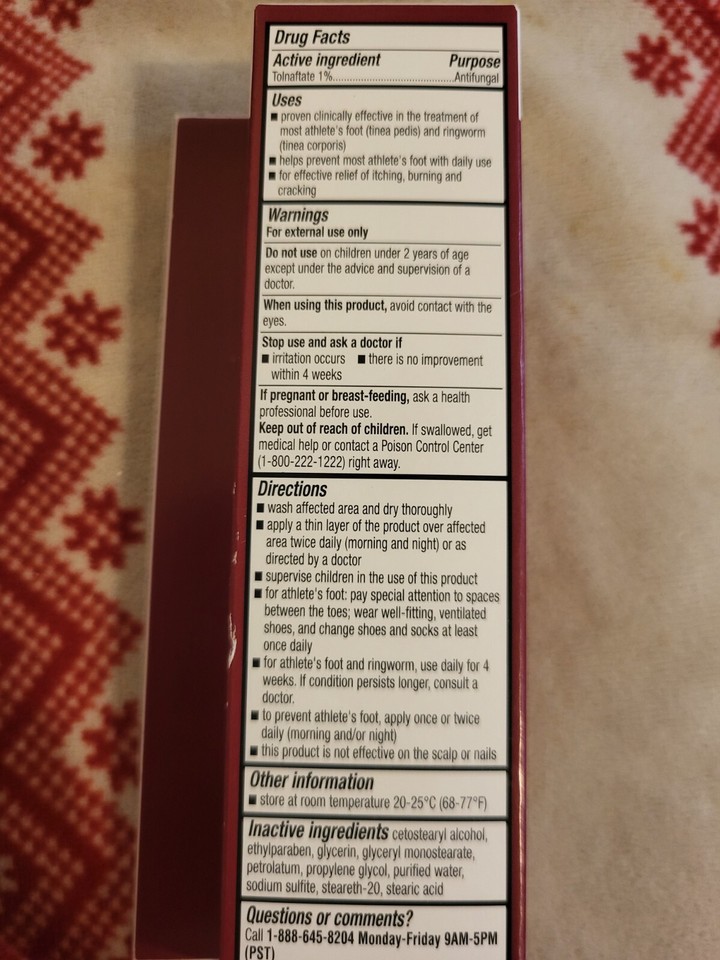 Drug Facts
Active ingredient Purpose
Tolnaftate 1%..........................................Antifungal
Uses
■ proven clinically effective in the treatment of
most athlete's foot (tinea pedis) and ringworm
(tinea corporis)
■ helps prevent most athlete's foot with daily use
■ for effective relief of itching, burning and
cracking
Warnings
For external use only
Do not use on children under 2 years of age
except under the advice and supervision of a
doctor.
When using this product, avoid contact with the
eyes.
Stop use and ask a doctor if
■ irritation occurs ■ there is no improvement
within 4 weeks
If pregnant or breast-feeding, ask a health
professional before use.
Keep out of reach of children. If swallowed, get
medical help or contact a Poison Control Center
(1-800-222-1222) right away.
Directions
■ wash affected area and dry thoroughly
■ apply a thin layer of the product over affected
area twice daily (morning and night) or as
directed by a doctor
■ supervise children in the use of this product
■ for athlete's foot: pay special attention to spaces
between the toes; wear well-fitting, ventilated
shoes, and change shoes and socks at least
once daily
■ for athlete's foot and ringworm, use daily for 4
weeks. If condition persists longer, consult a
doctor.
■ to prevent athlete's foot, apply once or twice
daily (morning and/or night)
■ this product is not effective on the scalp or nails
Other information
■ store at room temperature 20-25°C (68-77°F)
Inactive ingredients cetostearyl alcohol,
ethylparaben, glycerin, glyceryl monostearate,
petrolatum, propylene glycol, purified water,
sodium sulfite, steareth-20, stearic acid
Questions or comments?
Call 1-888-645-8204 Monday-Friday 9AM-5PM
(PST)